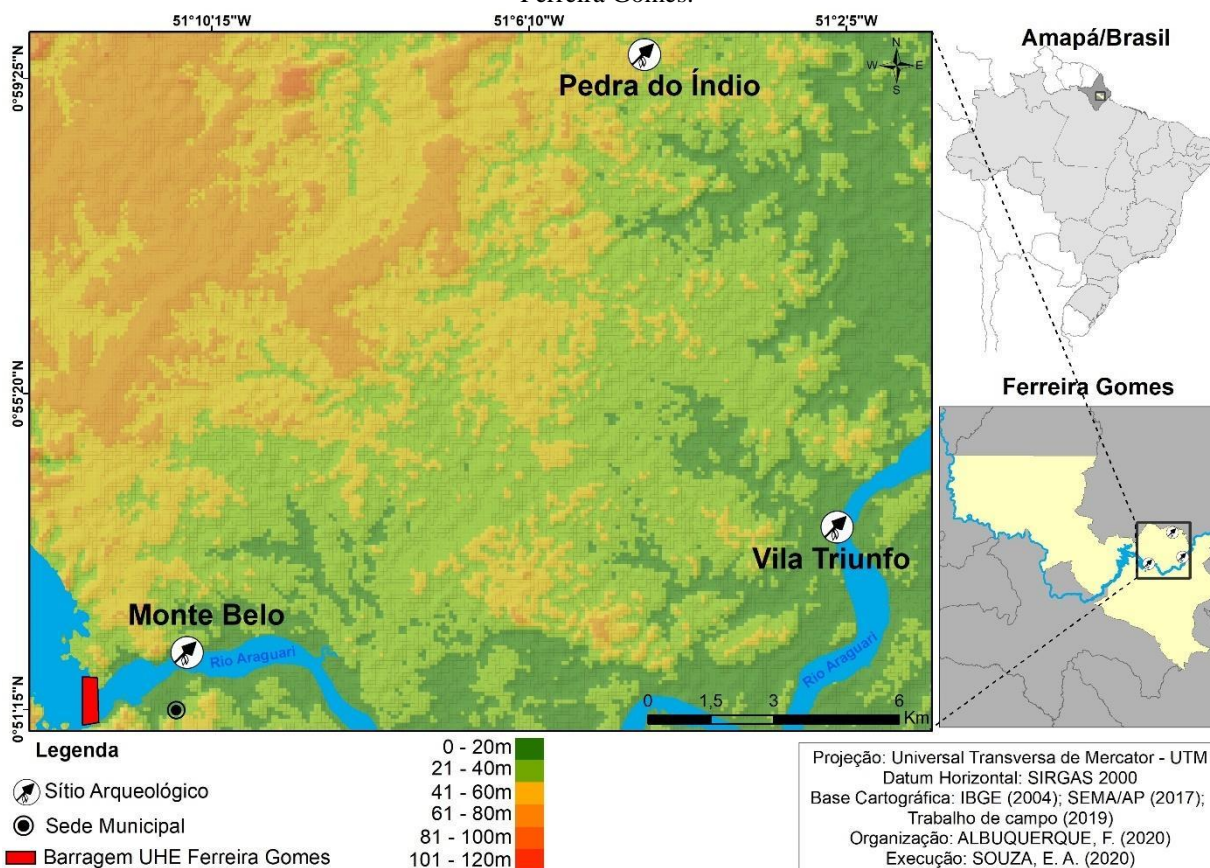 Ferreira Gomes.
51°10'15"W
51°6'10"W
51°2'25"W
0°59'25"N
0°55'20"N
0°51'15"N
Pedra do Índio
N
W
E
S
Vila Triunfo
Monte Belo
Rio Araguari
Rio Araguari
0
1,5
3
6
Km
Amapá/Brasil
Ferreira Gomes
Legenda
Sítio Arqueológico
Sede Municipal
Barragem UHE Ferreira Gomes
0 - 20m
21 - 40m
41 - 60m
61 - 80m
81 - 100m
101 - 120m
Projeção: Universal Transversa de Mercator - UTM
Datum Horizontal: SIRGAS 2000
Base Cartográfica: IBGE (2004); SEMA/AP (2017);
Trabalho de campo (2019)
Organização: ALBUQUERQUE, F. (2020)
Execução: SOUZA, E. A. (2020)